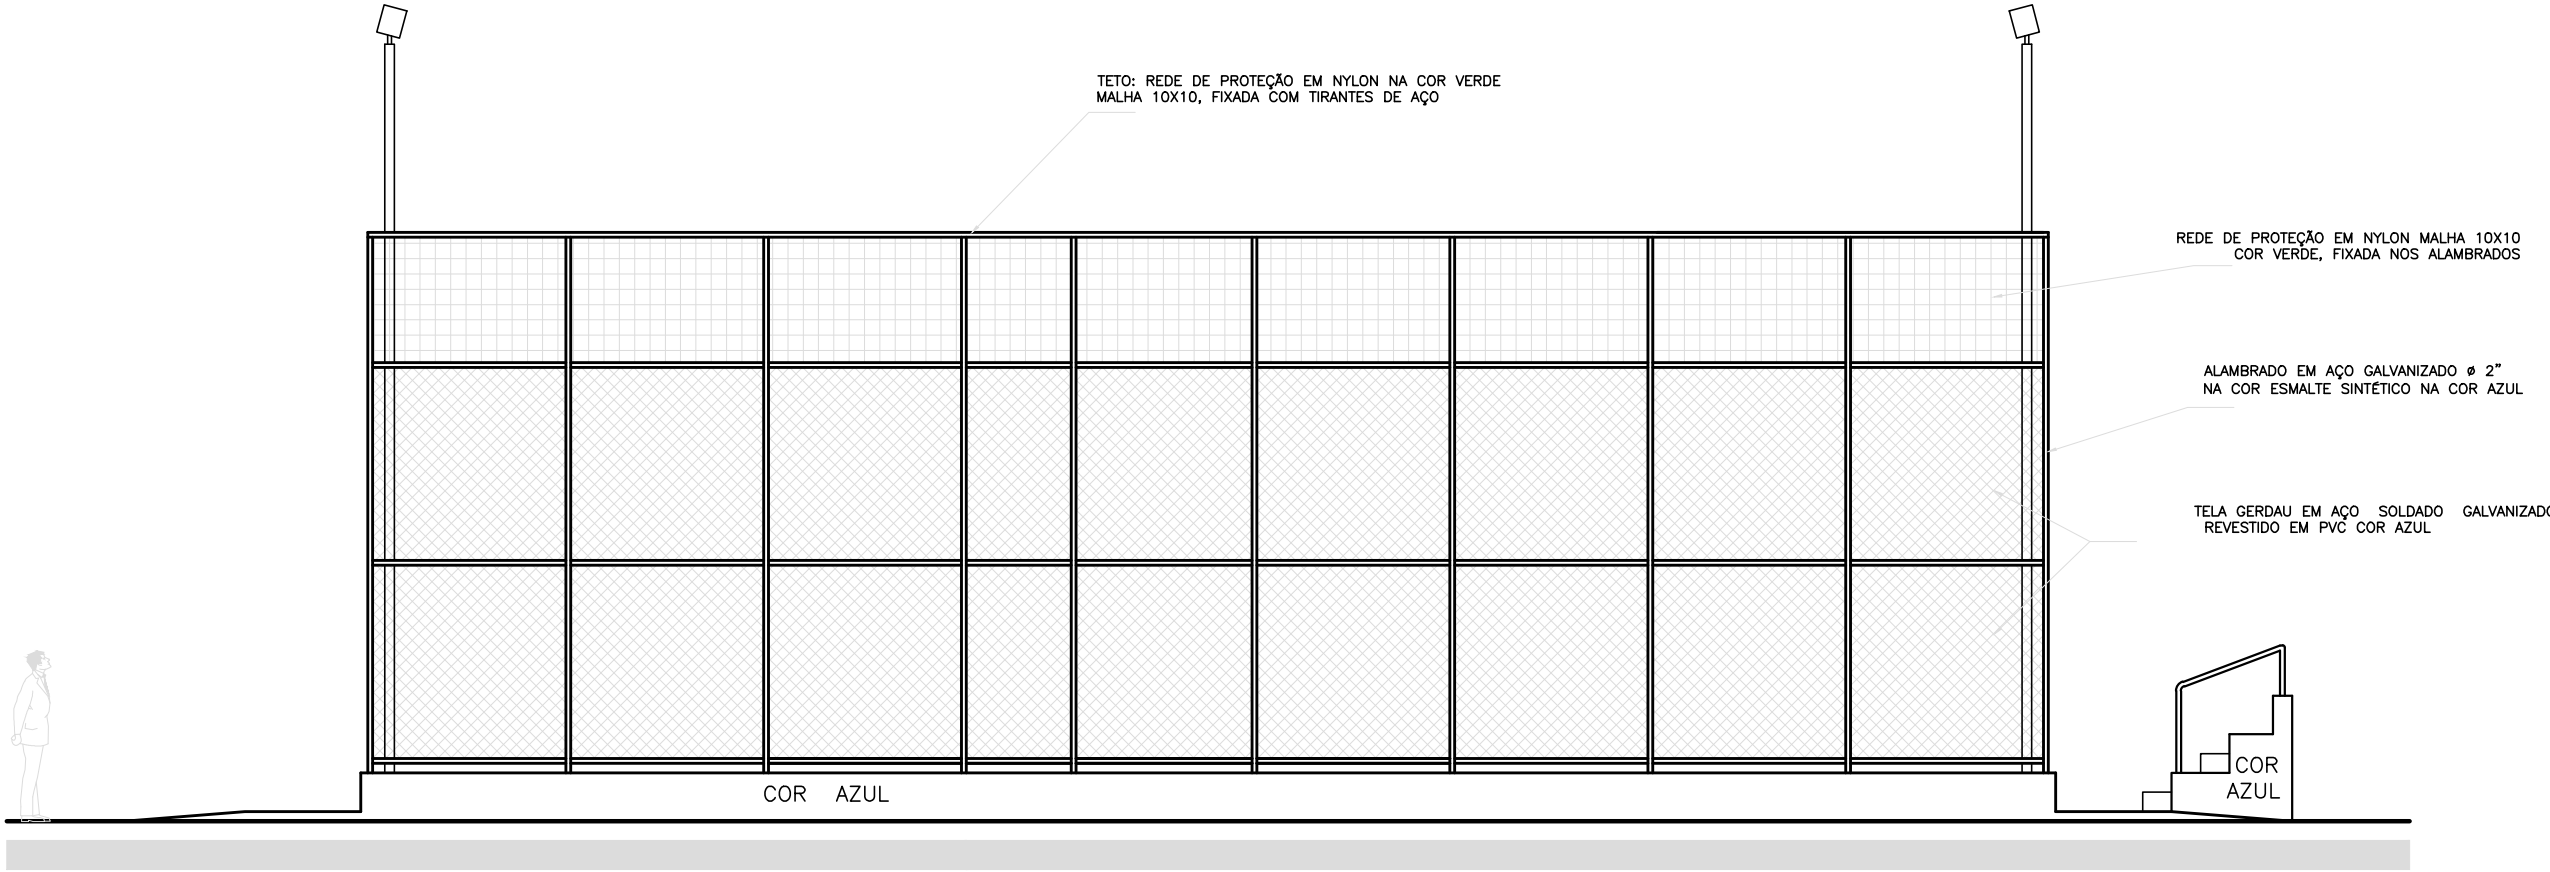 TETO: REDE DE PROTEÇÃO EM NYLON NA COR VERDE
MALHA 10X10, FIXADA COM TIRANTES DE AÇO
REDE DE PROTEÇÃO EM NYLON MALHA 10X10
COR VERDE, FIXADA NOS ALAMBRADOS
ALAMBRADO EM AÇO GALVANIZADO ø 2”
NA COR ESMALTE SINTÉTICO NA COR AZUL
TELA GERDAU EM AÇO SOLDADO GALVANIZADO
REVESTIDO EM PVC COR AZUL
COR AZUL
COR
AZUL